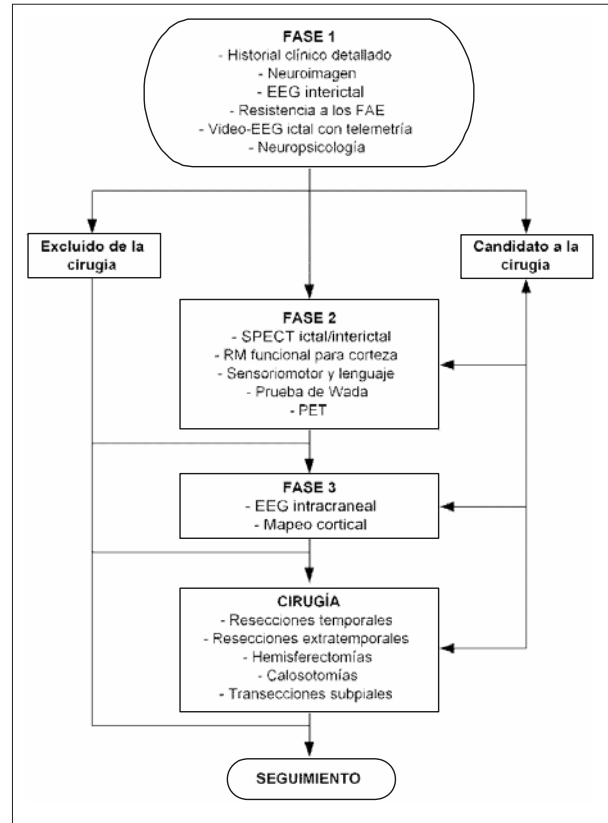 FASE 1
- Historial clínico detallado
- Neuroimagen
- EEG interictal
- Resistencia a los FAE
- Video-EEG ictal con telemetría
- Neuropsicología
Excluído de la
cirugía
Candidato a la
cirugía
FASE 2
- SPECT ictal/interictal
- RM funcional para corteza
- Sensoriomotor y lenguaje
- Prueba de Wada
- PET
FASE 3
- EEG intracraneal
- Mapeo cortical
CIRUGÍA
- Resecciones temporales
- Resecciones extratemporales
- Hemisferectomías
- Calosotomías
- Transecciones subpiales
SEGUIMIENTO